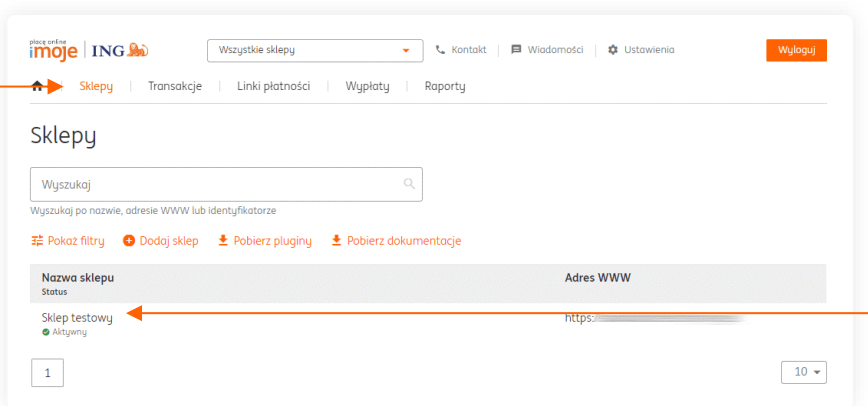 płacę online
imoje ING
Wszystkie sklepy Kontakt Wiadomości Ustawienia Wyloguj
Sklepy Transakcje Linki płatności Wypłaty Raporty
Sklepy
Wyszukaj
Wyszukaj po nazwie, adresie WWW lub identyfikatorze
Pokaż filtry Dodaj sklep Pobierz pluginy Pobierz dokumentacje
Nazwa sklepu Adres WWW
Status
Sklep testowy https:
Aktywny
1 10